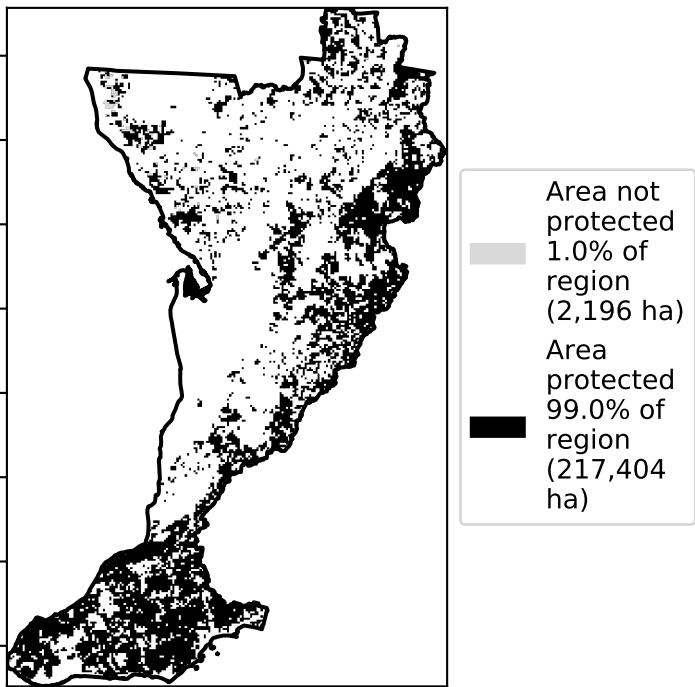 Area not
protected
1.0% of
region
(2,196 ha)
Area
protected
99.0% of
region
(217,404
ha)